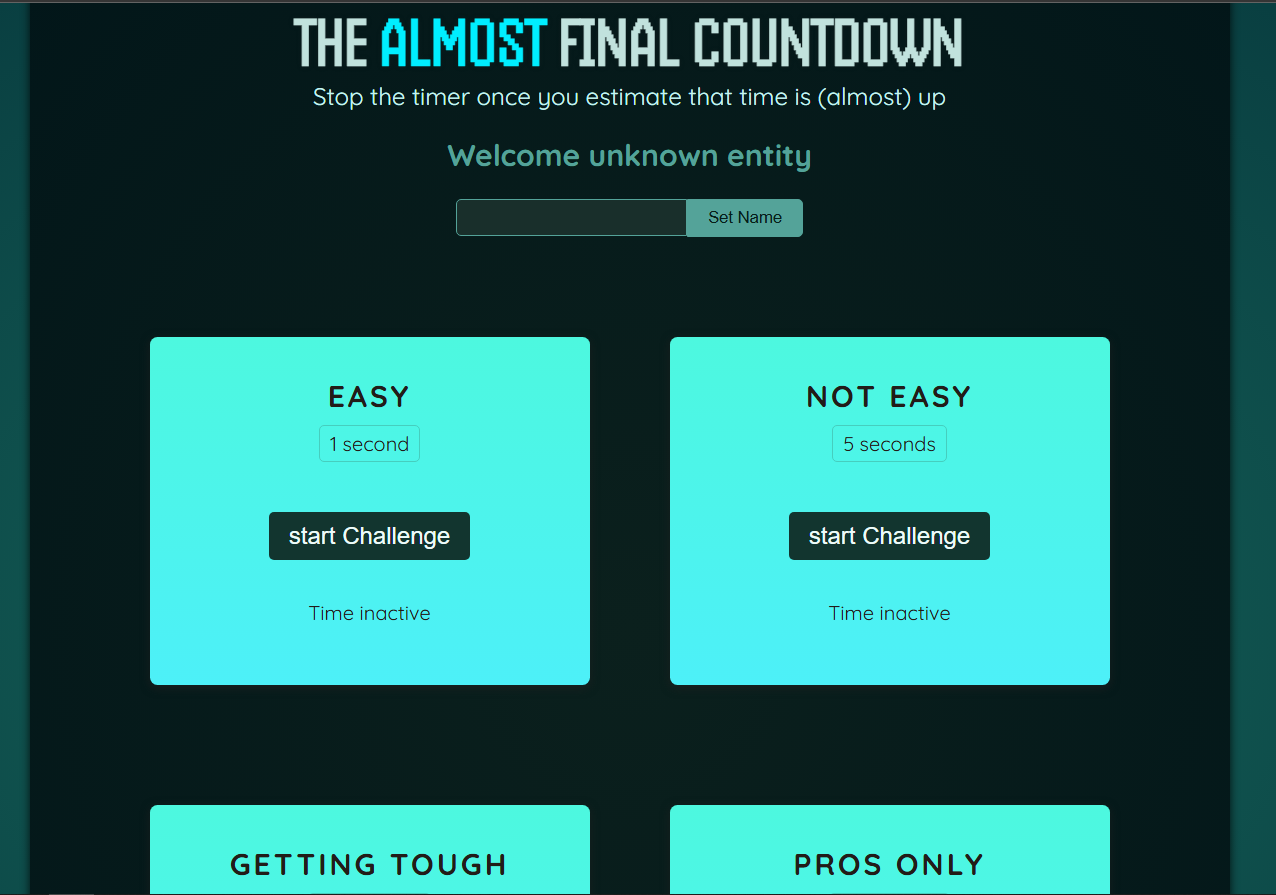 THE ALMOST FINAL COUNTDOWN
Stop the timer once you estimate that time is (almost) up
Welcome unknown entity
Set Name
EASY
1 second
start Challenge
Time inactive
NOT EASY
5 seconds
start Challenge
Time inactive
GETTING TOUGH
PROS ONLY